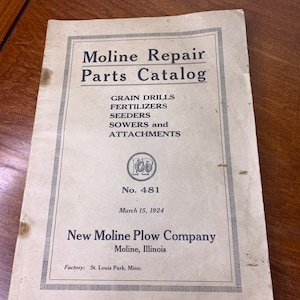 Moline Repair
Parts Catalog
GRAIN DRILLS
FERTILIZERS
SEEDERS
SOWERS and
ATTACHMENTS
No. 481
March 15, 1924
New Moline Plow Company
Moline, Illinois
Factory: St. Louis Park, Minn.